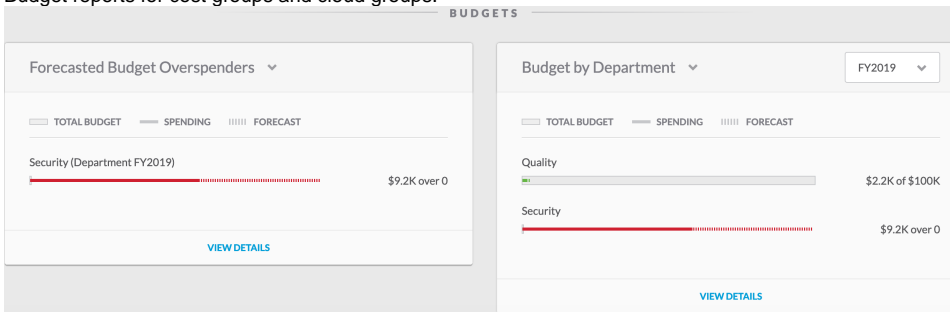 Budget reports for cost groups and cloud groups.
BUDGETS
Forecasted Budget Overspenders
TOTAL BUDGET SPENDING FORECAST
Security (Department FY2019)
$9.2K over 0
VIEW DETAILS
Budget by Department
FY2019
TOTAL BUDGET SPENDING FORECAST
Quality
$2.2K of $100K
Security
$9.2K over 0
VIEW DETAILS